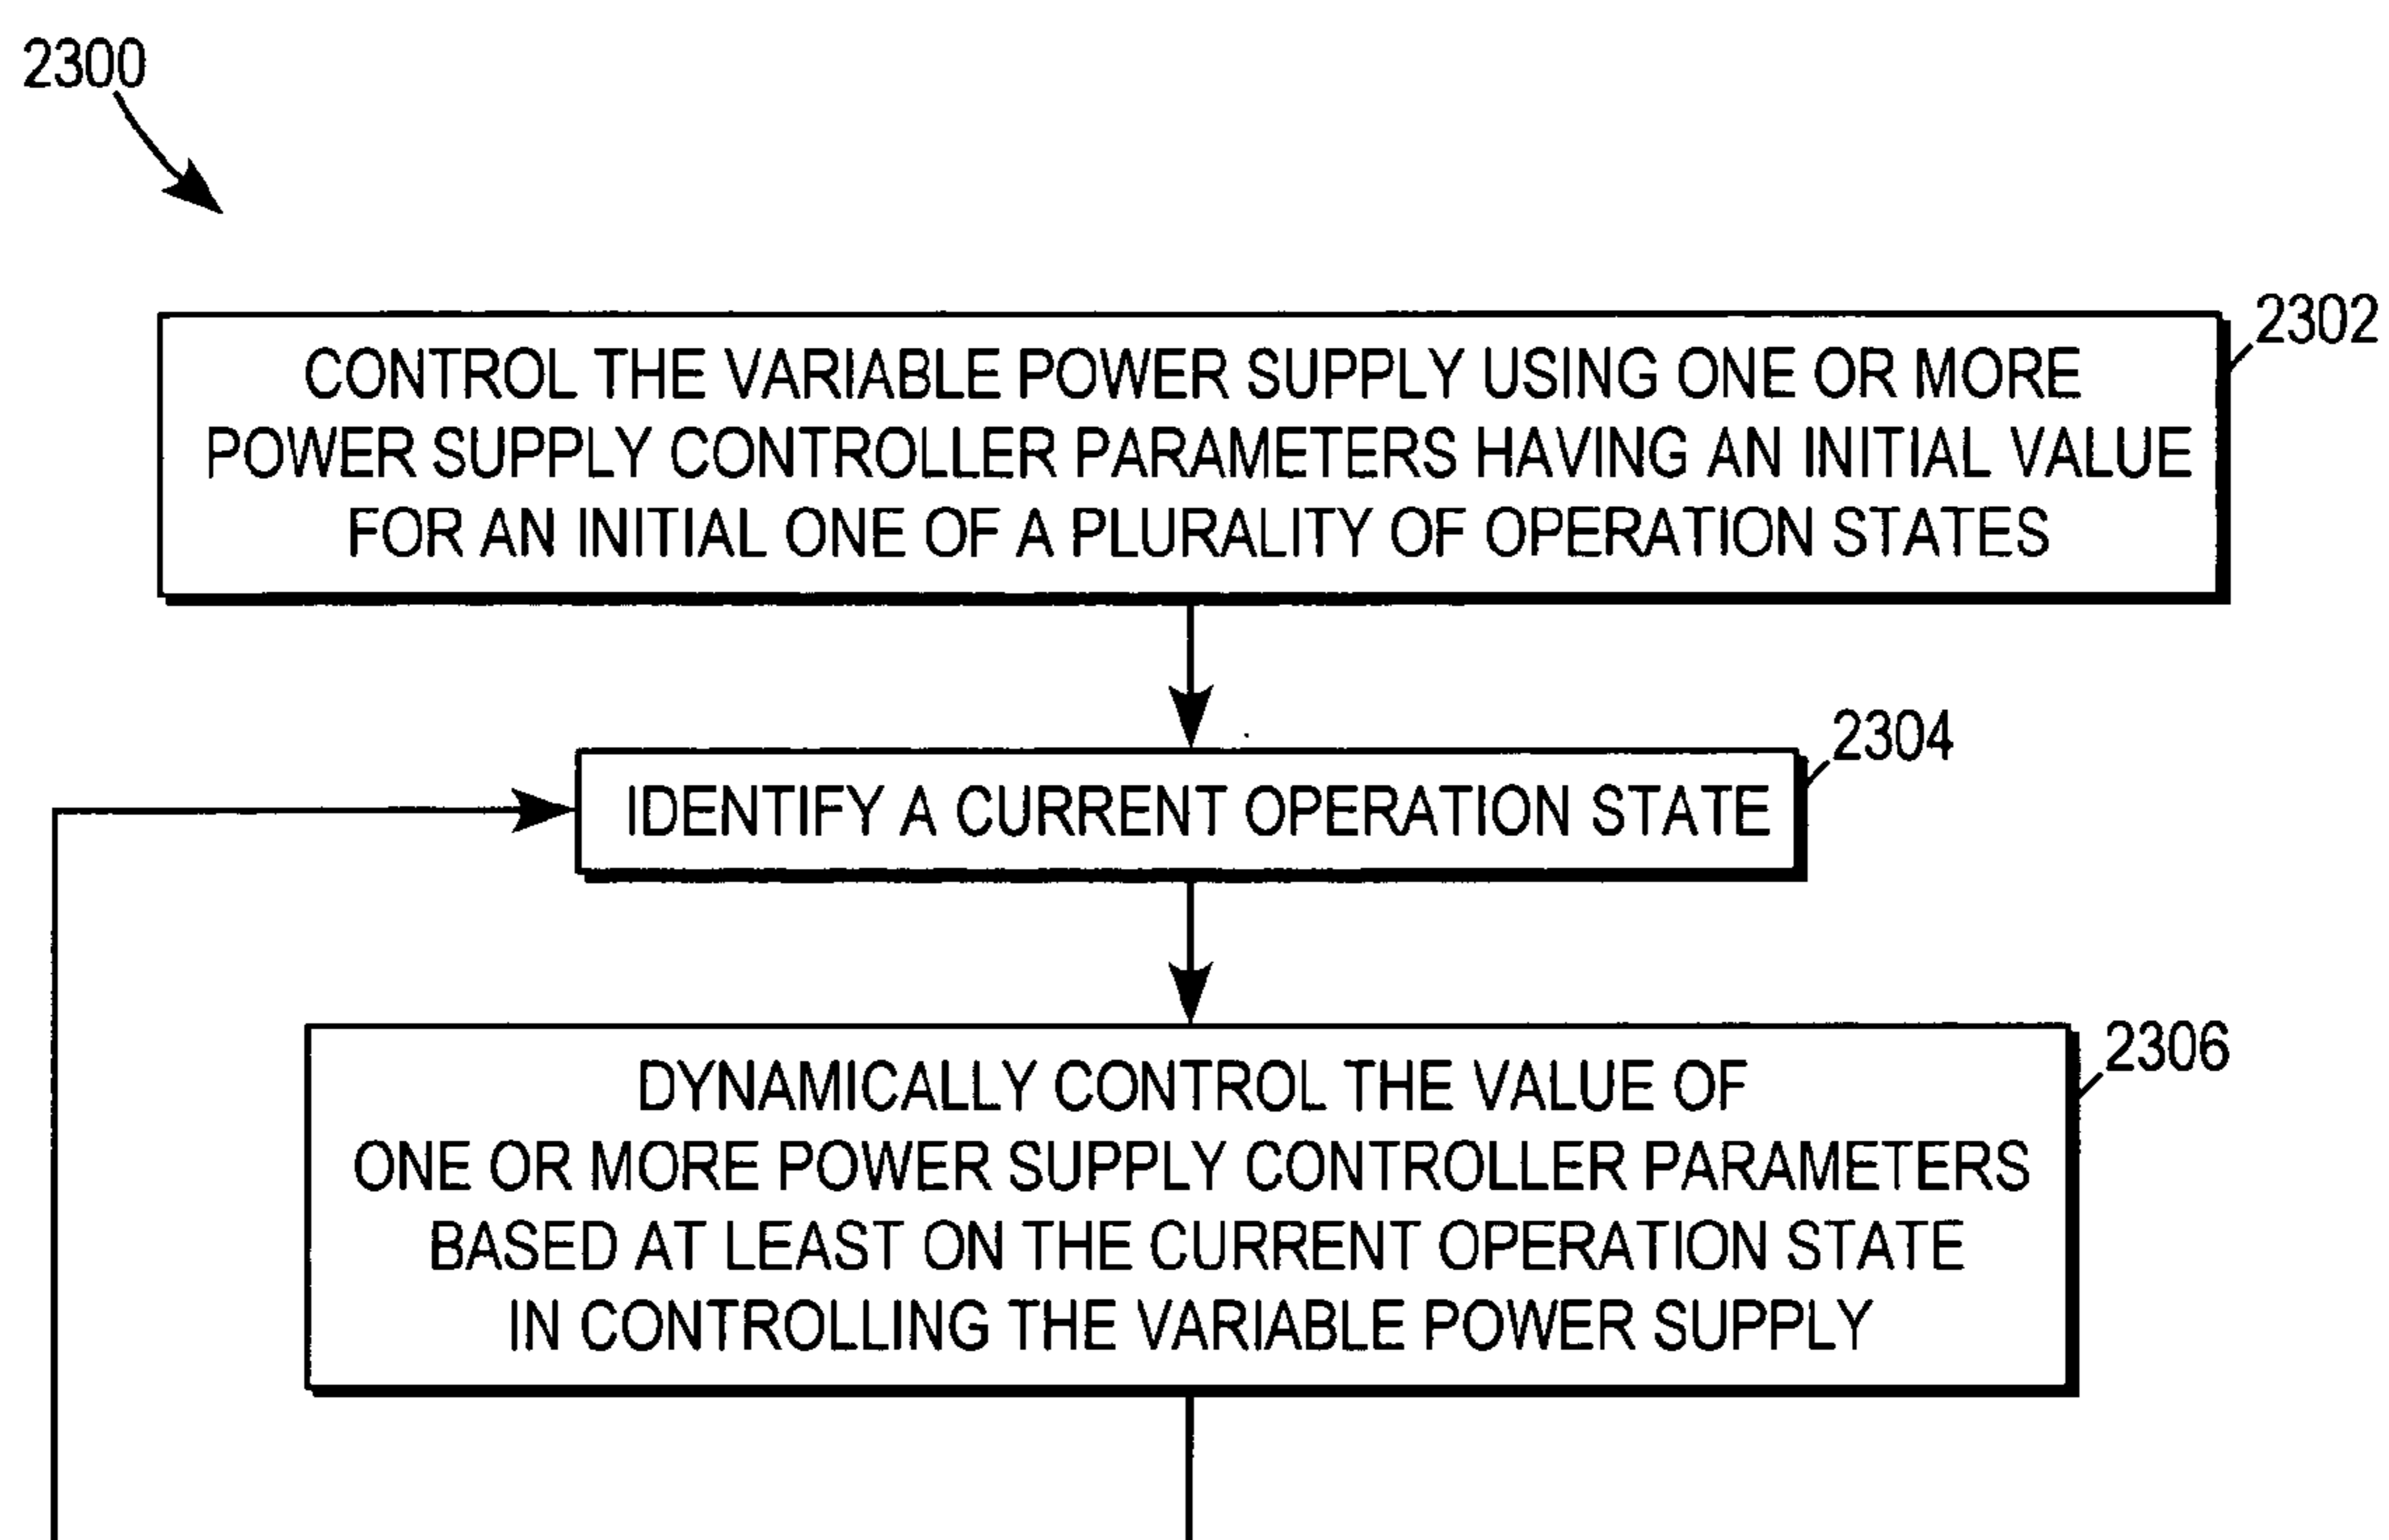 2300
2302
CONTROL THE VARIABLE POWER SUPPLY USING ONE OR MORE
POWER SUPPLY CONTROLLER PARAMETERS HAVING AN INITIAL VALUE
FOR AN INITIAL ONE OF A PLURALITY OF OPERATION STATES
2304
IDENTIFY A CURRENT OPERATION STATE
2306
DYNAMICALLY CONTROL THE VALUE OF
ONE OR MORE POWER SUPPLY CONTROLLER PARAMETERS
BASED AT LEAST ON THE CURRENT OPERATION STATE
IN CONTROLLING THE VARIABLE POWER SUPPLY